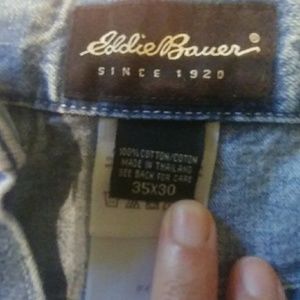 Eddie Bauer
SINCE 1920
100% COTTON/COTON
MADE IN THAILAND
SEE BACK FOR CARE
35X30